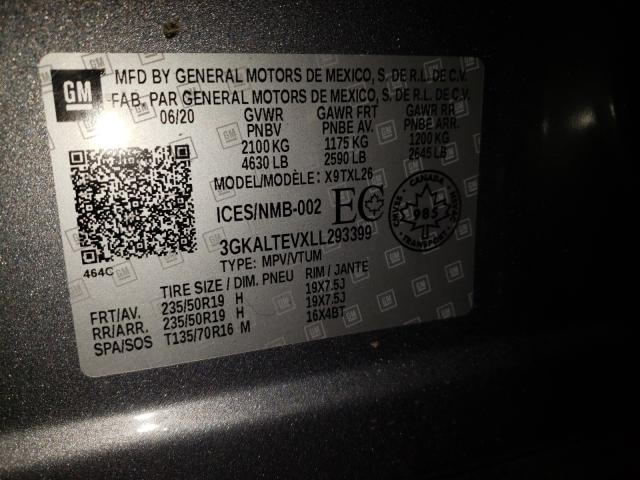 GM MFD BY GENERAL MOTORS DE MEXICO, S. DE R.L. DE C.V.
FAB. PAR GENERAL MOTORS DE MEXICO, S. DE R.L. DE C.V.
06/20 GVWR GAWR FRT GAWR RR
PNBV PNBE AV. PNBE ARR.
2100 KG 1175 KG 1200 KG
4630 LB 2590 LB 2645 LB
MODEL/MODÈLE: X9TXL26
ICES/NMB-002 EC
CANADA
985
3GKALTEVXLL293399
464C TYPE: MPV/VTUM
TIRE SIZE / DIM. PNEU RIM / JANTE
FRT/AV. 235/50R19 H 19X7.5J
RR/ARR. 235/50R19 H 19X7.5J
SPA/SOS T135/70R16 M 16X4BT